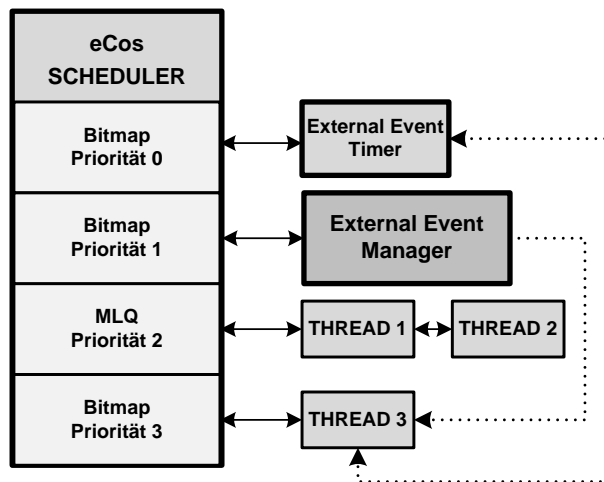 eCos
SCHEDULER
Bitmap
Priorität 0
External Event
Timer
Bitmap
Priorität 1
External Event
Manager
MLQ
Priorität 2
THREAD 1
THREAD 2
Bitmap
Priorität 3
THREAD 3